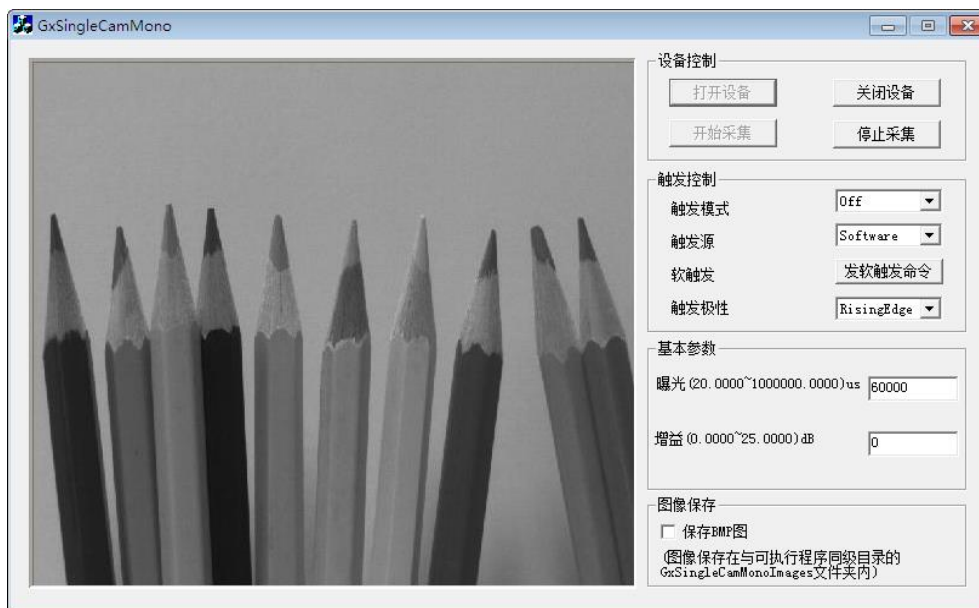 GxSingleCamMono
设备控制
打开设备 关闭设备
开始采集 停止采集
触发控制
触发模式 Off
触发源 Software
软触发 发软触发命令
触发极性 RisingEdge
基本参数
曝光(20.0000~1000000.0000)us 60000
增益(0.0000~25.0000)dB 0
图像保存
保存BMP图
(图像保存在与可执行程序同级目录的
GxSingleCamMonoImages文件夹内)